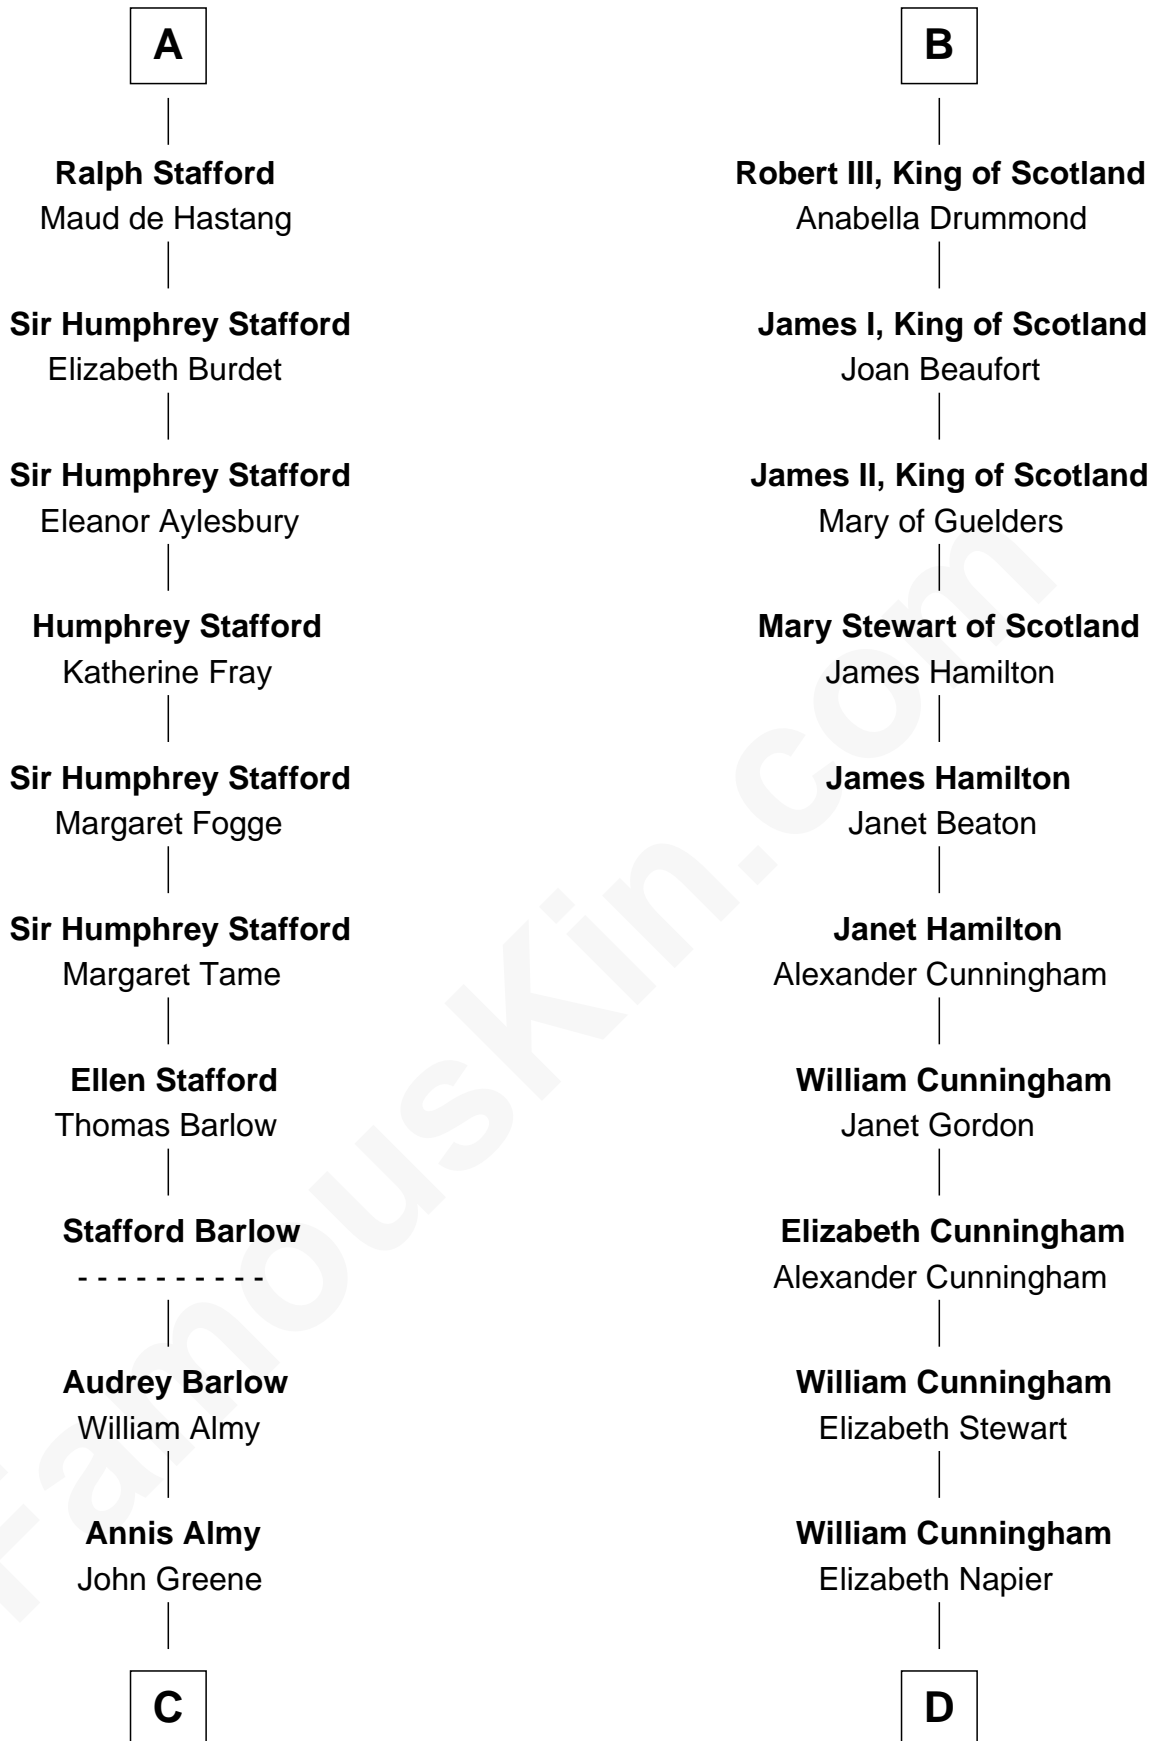 A
Ralph Stafford
Maud de Hastang
Sir Humphrey Stafford
Elizabeth Burdet
Sir Humphrey Stafford
Eleanor Aylesbury
Humphrey Stafford
Katherine Fray
Sir Humphrey Stafford
Margaret Fogge
Sir Humphrey Stafford
Margaret Tame
Ellen Stafford
Thomas Barlow
Stafford Barlow
- - - - - - - - - -
Audrey Barlow
William Almy
Annis Almy
John Greene
C
B
Robert III, King of Scotland
Anabella Drummond
James I, King of Scotland
Joan Beaufort
James II, King of Scotland
Mary of Guelders
Mary Stewart of Scotland
James Hamilton
James Hamilton
Janet Beaton
Janet Hamilton
Alexander Cunningham
William Cunningham
Janet Gordon
Elizabeth Cunningham
Alexander Cunningham
William Cunningham
Elizabeth Stewart
William Cunningham
Elizabeth Napier
D
FamousKin.com